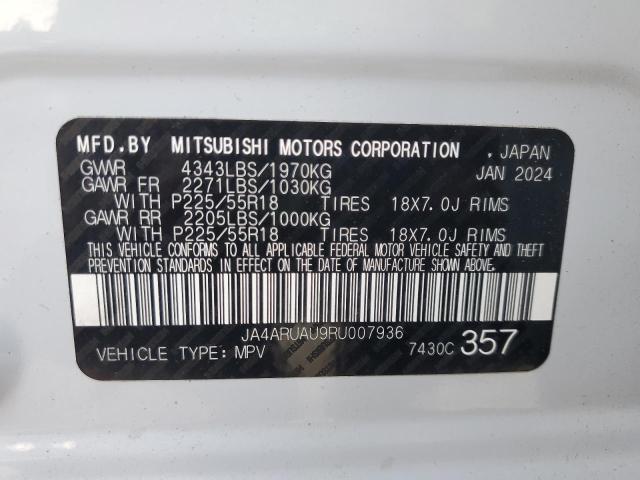 MFD.BY MITSUBISHI MOTORS CORPORATION . JAPAN
GVWR 4343LBS/1970KG JAN 2024
GAWR FR 2271LBS/1030KG
WITH P225/55R18 TIRES 18X7.0J RIMS
GAWR RR 2205LBS/1000KG
WITH P225/55R18 TIRES 18X7.0J RIMS
THIS VEHICLE CONFORMS TO ALL APPLICABLE FEDERAL MOTOR VEHICLE SAFETY AND THEFT
PREVENTION STANDARDS IN EFFECT ON THE DATE OF MANUFACTURE SHOWN ABOVE.
JA4ARUAU9RU007936
VEHICLE TYPE: MPV 7430C 357